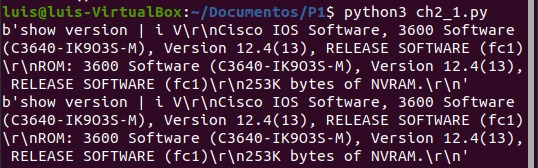 luis@luis-VirtualBox:~/Documentos/P1$ python3 ch2_1.py
b'show version | i V\r\nCisco IOS Software, 3600 Software
(C3640-IK9O3S-M), Version 12.4(13), RELEASE SOFTWARE (fc1)
\r\nROM: 3600 Software (C3640-IK9O3S-M), Version 12.4(13),
 RELEASE SOFTWARE (fc1)\r\n253K bytes of NVRAM.\r\n'
b'show version | i V\r\nCisco IOS Software, 3600 Software
(C3640-IK9O3S-M), Version 12.4(13), RELEASE SOFTWARE (fc1)
\r\nROM: 3600 Software (C3640-IK9O3S-M), Version 12.4(13),
 RELEASE SOFTWARE (fc1)\r\n253K bytes of NVRAM.\r\n'